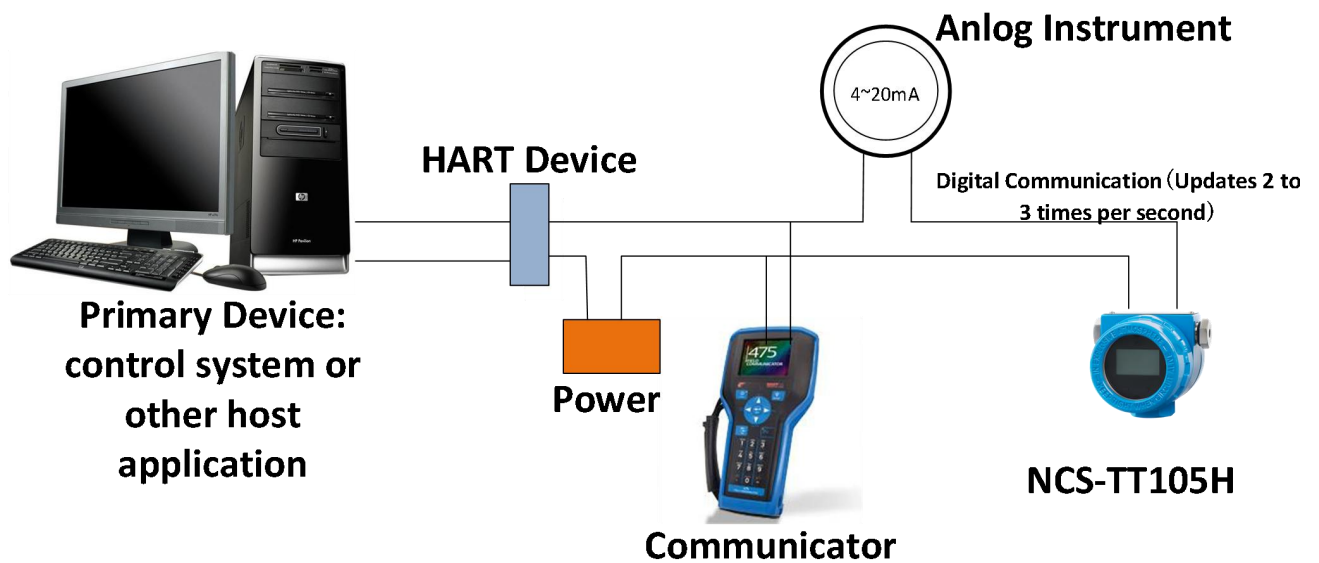 Anlog Instrument
4~20mA
HART Device
Digital Communication（Updates 2 to
3 times per second）
Primary Device:
control system or
other host
application
Power
475
NCS-TT105H
Communicator